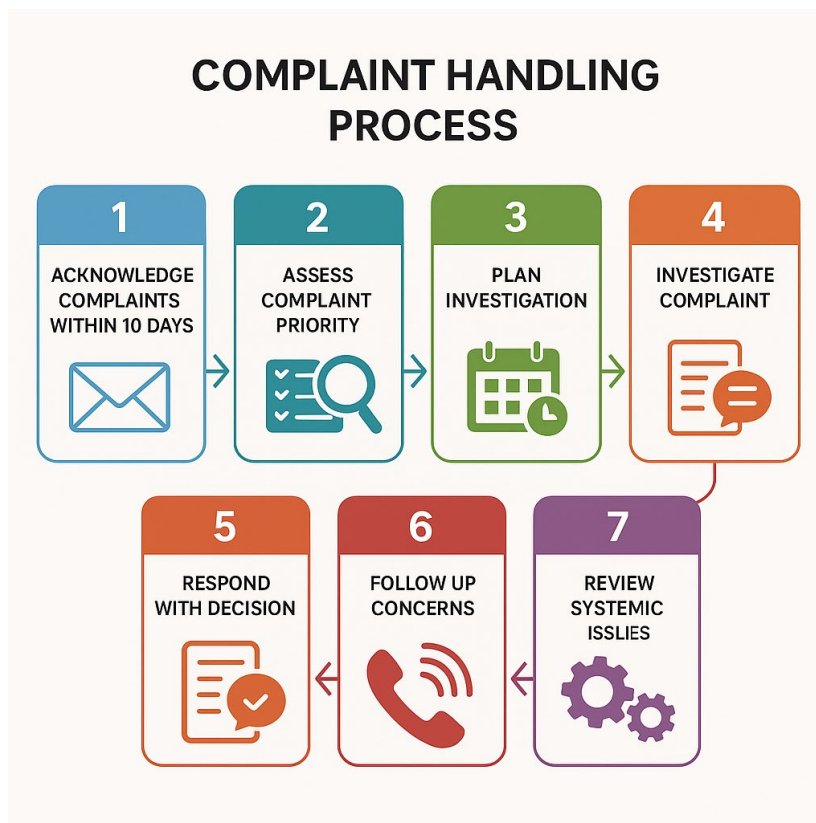 COMPLAINT HANDLING
PROCESS
1
ACKNOWLEDGE
COMPLAINTS
WITHIN 10 DAYS
2
ASSESS
COMPLAINT
PRIORITY
3
PLAN
INVESTIGATION
4
INVESTIGATE
COMPLAINT
5
RESPOND
WITH DECISION
6
FOLLOW UP
CONCERNS
7
REVIEW
SYSTEMIC
ISSLIES